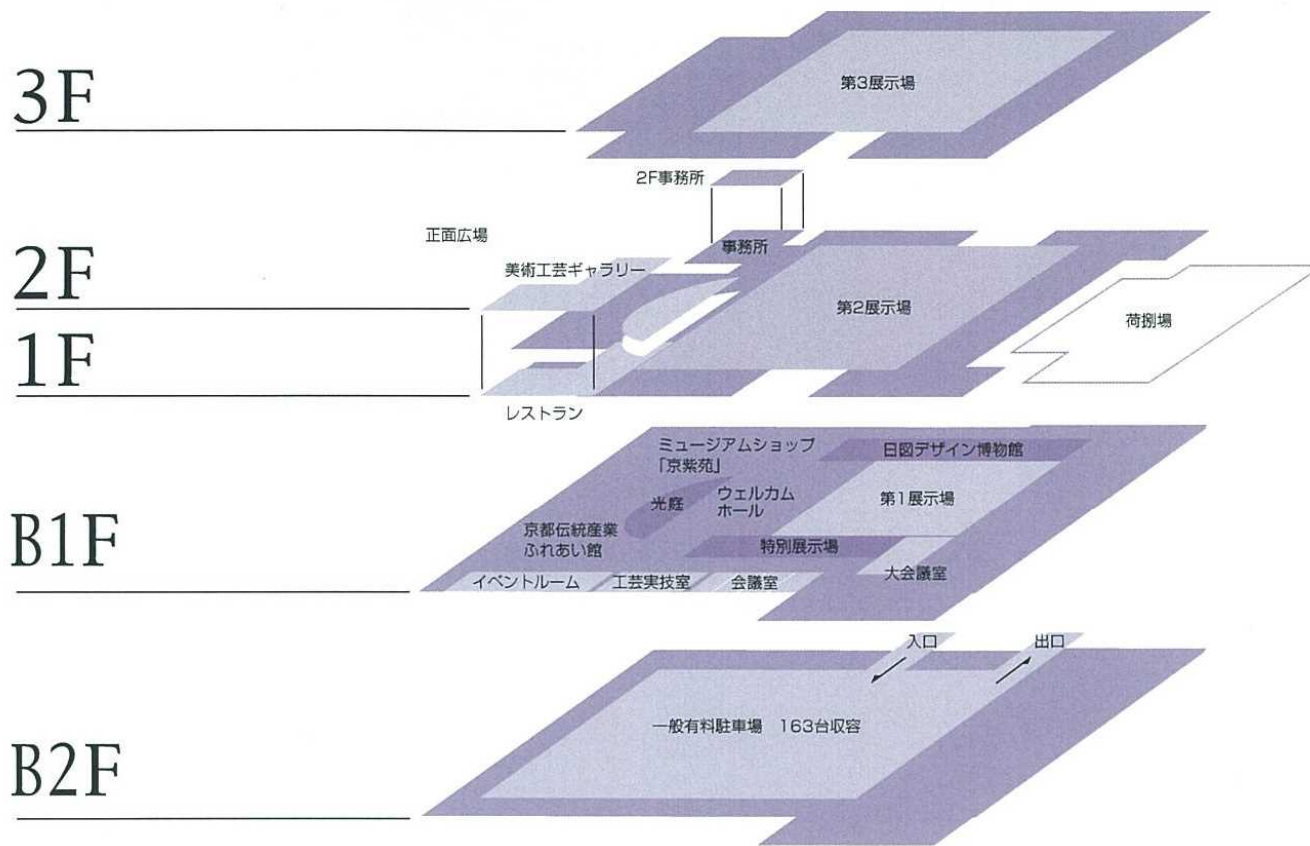 3F
第3展示場
2F事務所
正面広場
事務所
2F
美術工芸ギャラリー
第2展示場
荷捌場
1F
レストラン
ミュージアムショップ
「京紫苑」
日図デザイン博物館
光庭
ウェルカム
ホール
第1展示場
B1F
京都伝統産業
ふれあい館
特別展示場
イベントルーム
工芸実技室
会議室
大会議室
入口
出口
一般有料駐車場 163台収容
B2F